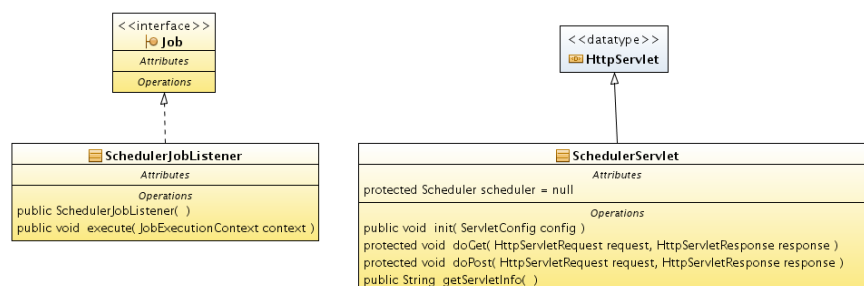 <<interface>>
Job
Attributes
Operations
SchedulerJobListener
Attributes
Operations
public SchedulerJobListener( )
public void execute( JobExecutionContext context )
<<datatype>>
HttpServlet
SchedulerServlet
Attributes
protected Scheduler scheduler = null
Operations
public void init( ServletConfig config )
protected void doGet( HttpServletRequest request, HttpServletResponse response )
protected void doPost( HttpServletRequest request, HttpServletResponse response )
public String getServletInfo( )